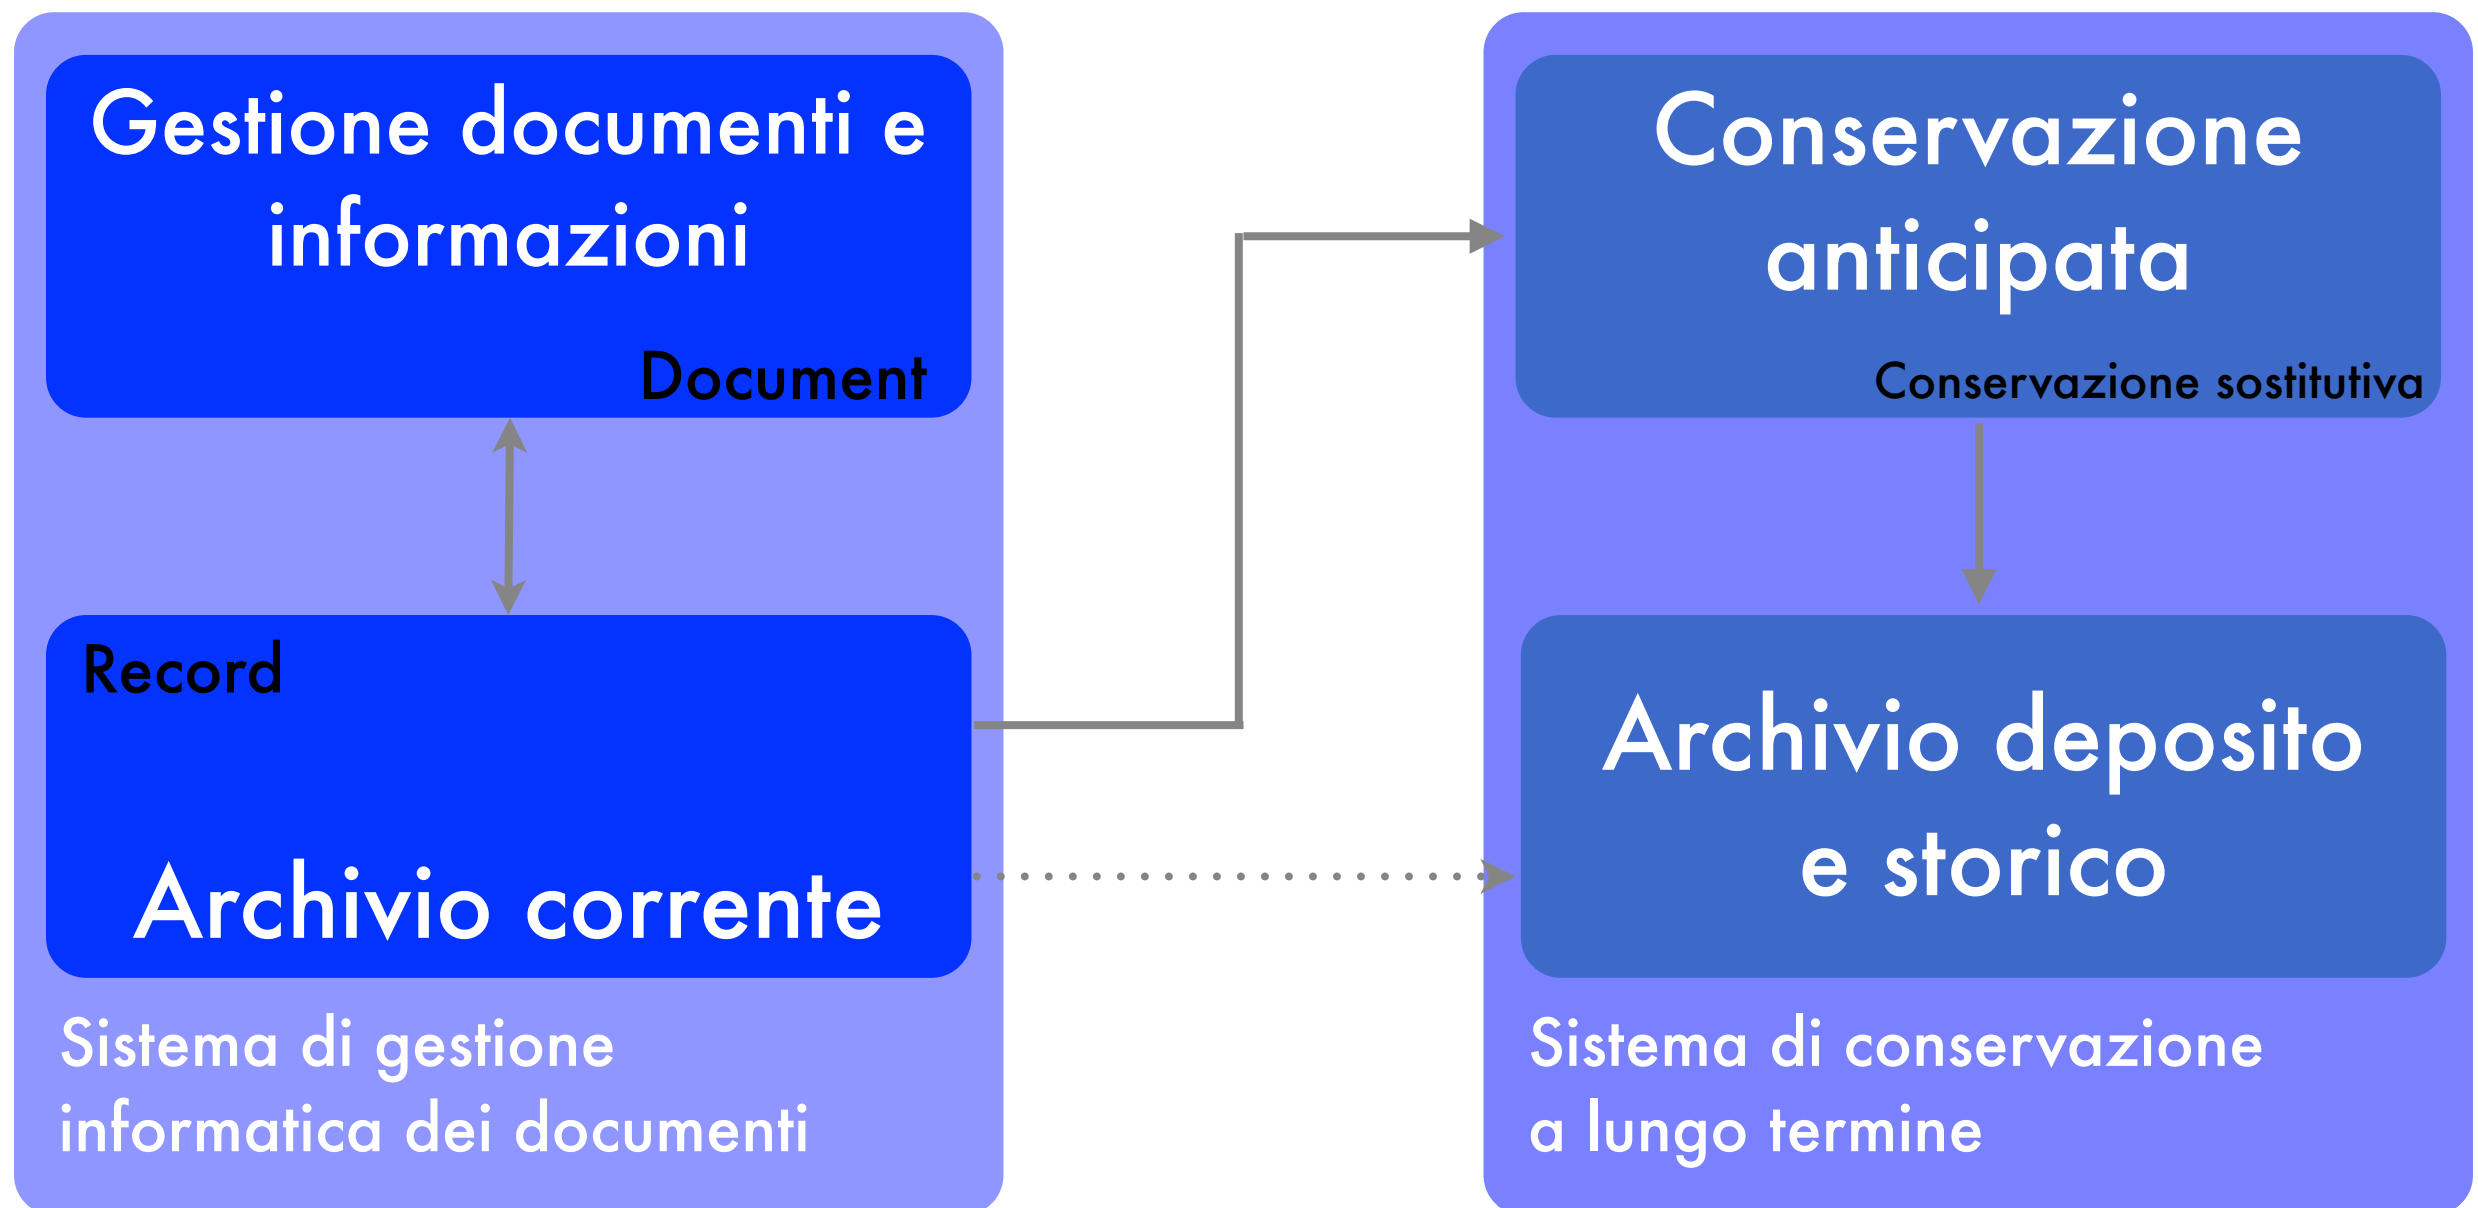 Gestione documenti e
informazioni
Document
Record
Archivio corrente
Sistema di gestione
informatica dei documenti
Conservazione
anticipata
Conservazione sostitutiva
Archivio deposito
e storico
Sistema di conservazione
a lungo termine